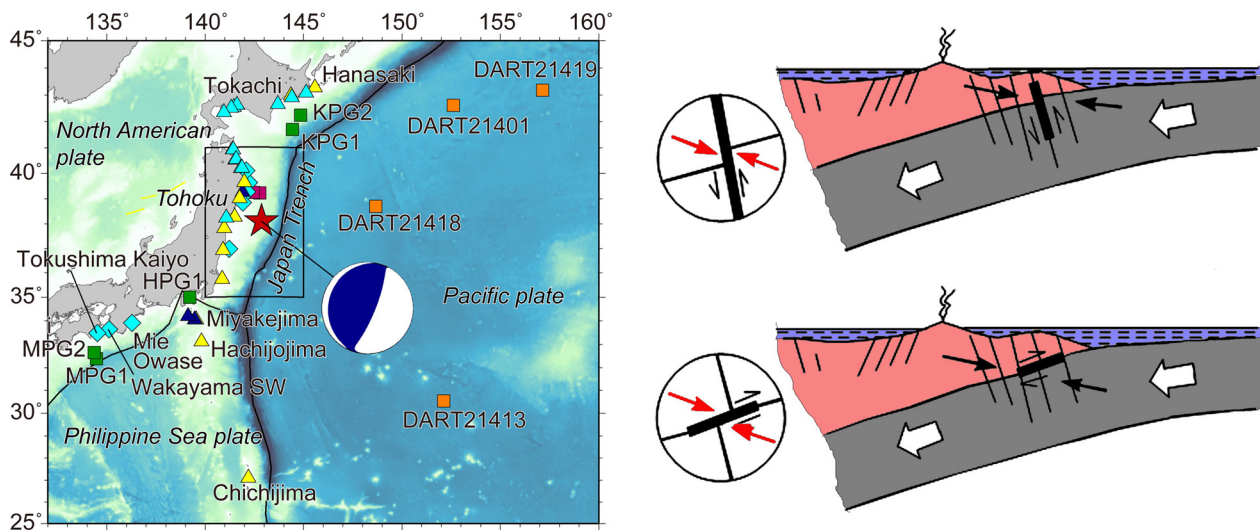 135° 140° 145° 150° 155° 160°
45°
40°
35°
30°
25°
Hanasaki
Tokachi
DART21419
KPG2
DART21401
North American
plate
KPG1
Tohoku
Japan Trench
DART21418
Tokushima Kaiyo
HPG1
Pacific plate
Miyakejima
Mie
Owase
Hachijojima
MPG2
MPG1
Wakayama SW
DART21413
Philippine Sea plate
Chichijima